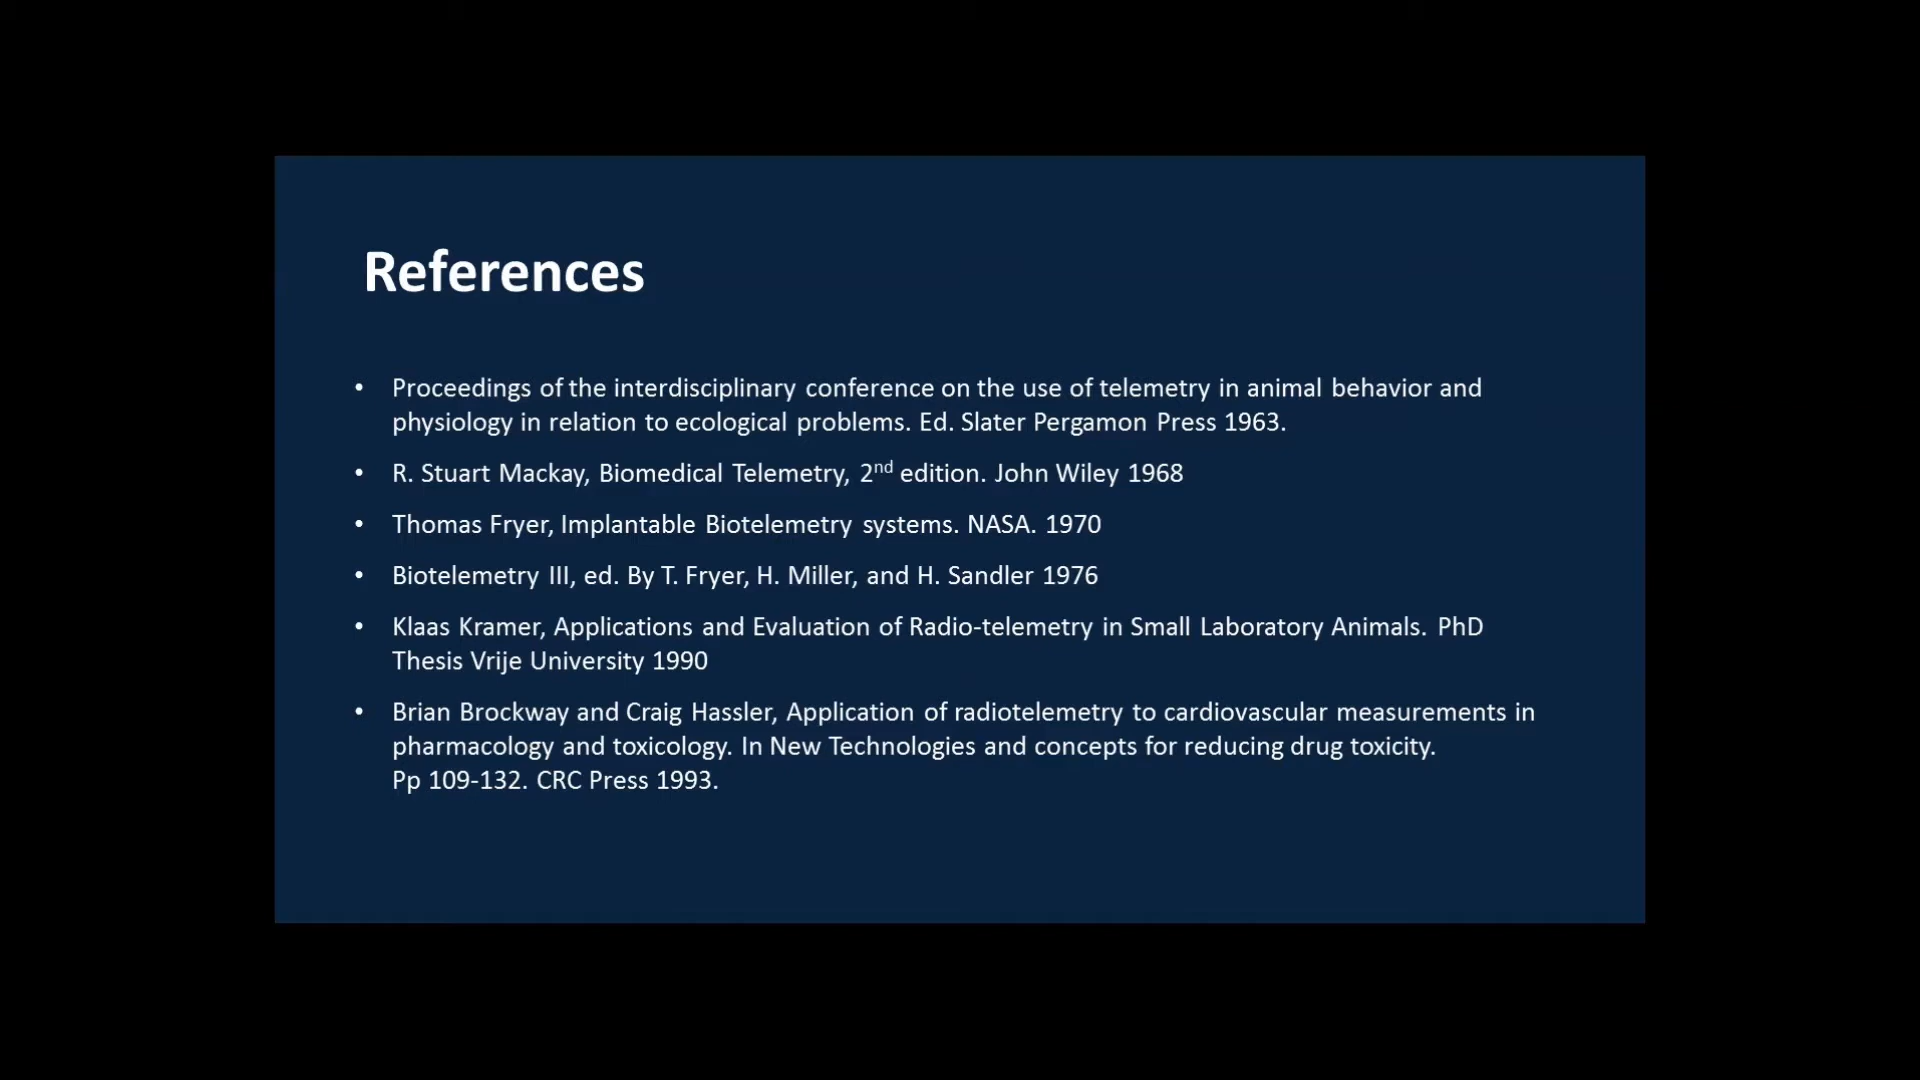 References
• Proceedings of the interdisciplinary conference on the use of telemetry in animal behavior and
physiology in relation to ecological problems. Ed. Slater Pergamon Press 1963.
• R. Stuart Mackay, Biomedical Telemetry, 2nd edition. John Wiley 1968
• Thomas Fryer, Implantable Biotelemetry systems. NASA. 1970
• Biotelemetry III, ed. By T. Fryer, H. Miller, and H. Sandler 1976
• Klaas Kramer, Applications and Evaluation of Radio-telemetry in Small Laboratory Animals. PhD
Thesis Vrije University 1990
• Brian Brockway and Craig Hassler, Application of radiotelemetry to cardiovascular measurements in
pharmacology and toxicology. In New Technologies and concepts for reducing drug toxicity.
Pp 109-132. CRC Press 1993.